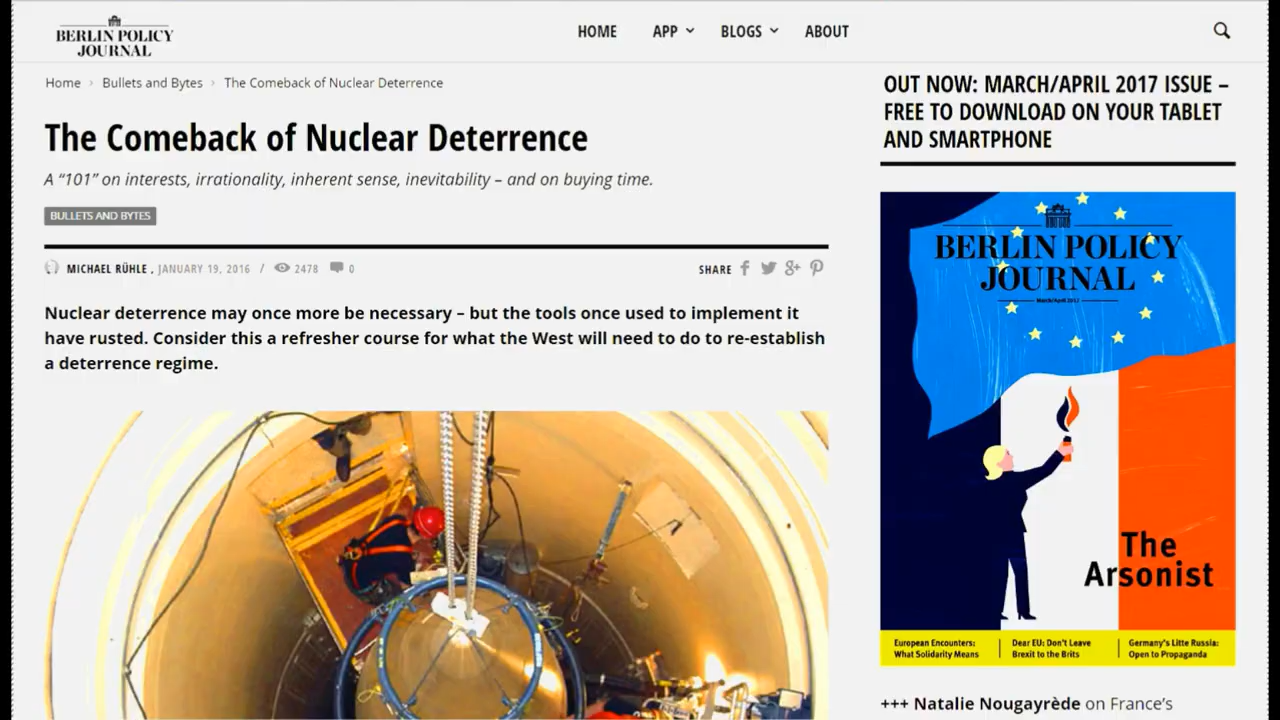 BERLIN POLICY
JOURNAL
HOME APP BLOGS ABOUT
Home › Bullets and Bytes › The Comeback of Nuclear Deterrence
The Comeback of Nuclear Deterrence
A “101” on interests, irrationality, inherent sense, inevitability – and on buying time.
BULLETS AND BYTES
MICHAEL RÜHLE , JANUARY 19, 2016 / 2478 0
SHARE
Nuclear deterrence may once more be necessary – but the tools once used to implement it
have rusted. Consider this a refresher course for what the West will need to do to re-establish
a deterrence regime.
OUT NOW: MARCH/APRIL 2017 ISSUE –
FREE TO DOWNLOAD ON YOUR TABLET
AND SMARTPHONE
BERLIN POLICY
JOURNAL
March/April 2017
The
Arsonist
European Encounters:
What Solidarity Means
Dear EU: Don't Leave
Brexit to the Brits
Germany's Litte Russia:
Open to Propaganda
+++ Natalie Nougayrède on France’s